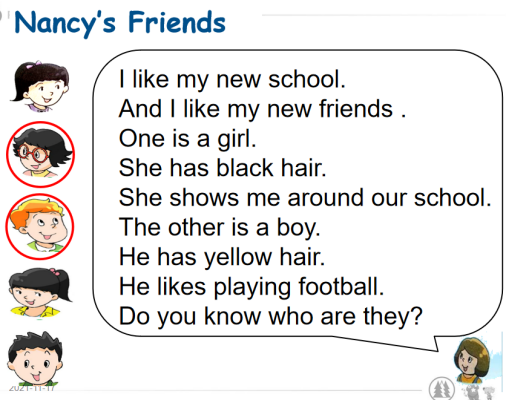 Nancy's Friends
I like my new school.
And I like my new friends .
One is a girl.
She has black hair.
She shows me around our school.
The other is a boy.
He has yellow hair.
He likes playing football.
Do you know who are they?
2021-11-17